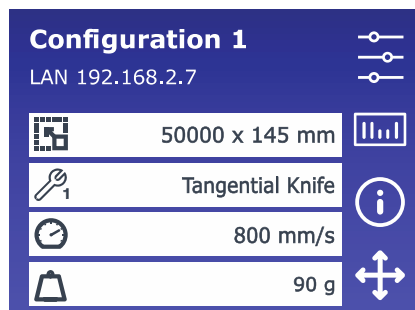 Configuration 1
LAN 192.168.2.7
50000 x 145 mm
1 Tangential Knife
800 mm/s
90 g